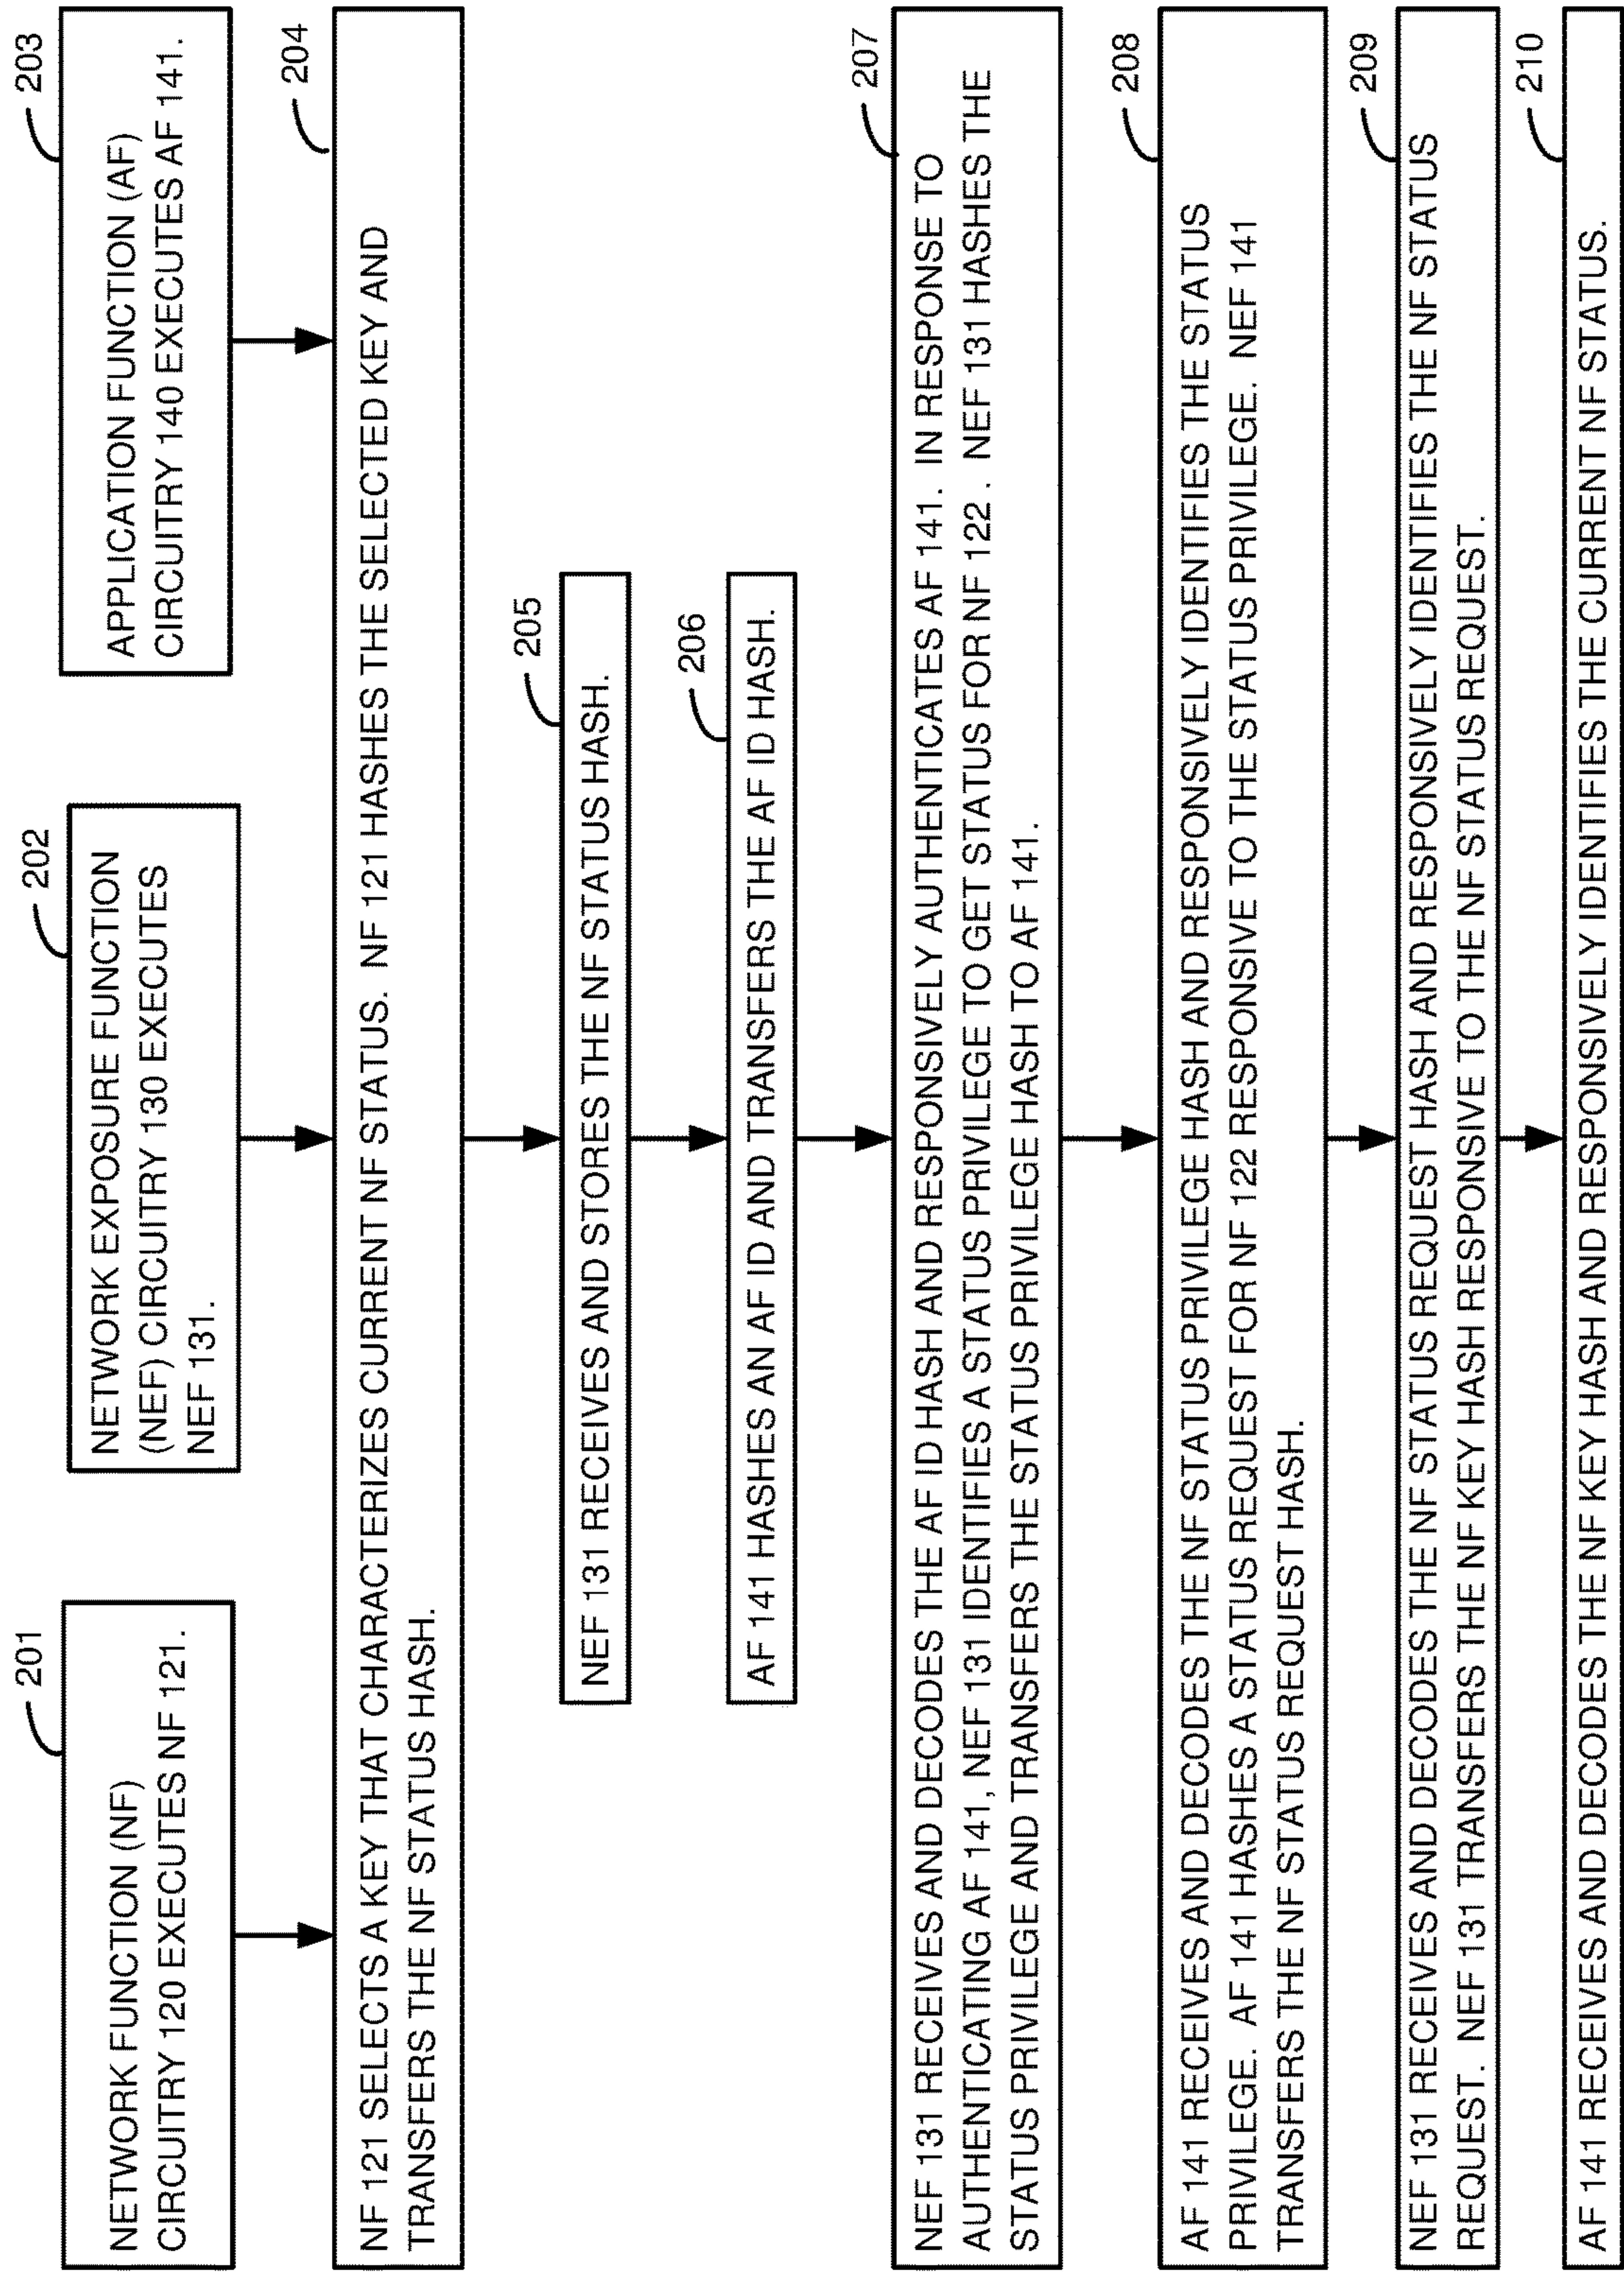 201
NETWORK FUNCTION (NF)
CIRCUITRY 120 EXECUTES NF 121.
202
NETWORK EXPOSURE FUNCTION
(NEF) CIRCUITRY 130 EXECUTES
NEF 131.
203
APPLICATION FUNCTION (AF)
CIRCUITRY 140 EXECUTES AF 141.
204
NF 121 SELECTS A KEY THAT CHARACTERIZES CURRENT NF STATUS. NF 121 HASHES THE SELECTED KEY AND
TRANSFERS THE NF STATUS HASH.
205
NEF 131 RECEIVES AND STORES THE NF STATUS HASH.
206
AF 141 HASHES AN AF ID AND TRANSFERS THE AF ID HASH.
207
NEF 131 RECEIVES AND DECODES THE AF ID HASH AND RESPONSIVELY AUTHENTICATES AF 141. IN RESPONSE TO
AUTHENTICATING AF 141, NEF 131 IDENTIFIES A STATUS PRIVILEGE TO GET STATUS FOR NF 122 . NEF 131 HASHES THE
STATUS PRIVILEGE AND TRANSFERS THE STATUS PRIVILEGE HASH TO AF 141.
208
AF 141 RECEIVES AND DECODES THE NF STATUS PRIVILEGE HASH AND RESPONSIVELY IDENTIFIES THE STATUS
PRIVILEGE. AF 141 HASHES A STATUS REQUEST FOR NF 122 RESPONSIVE TO THE STATUS PRIVILEGE. NEF 141
TRANSFERS THE NF STATUS REQUEST HASH.
209
NEF 131 RECEIVES AND DECODES THE NF STATUS REQUEST HASH AND RESPONSIVELY IDENTIFIES THE NF STATUS
REQUEST. NEF 131 TRANSFERS THE NF KEY HASH RESPONSIVE TO THE NF STATUS REQUEST.
210
AF 141 RECEIVES AND DECODES THE NF KEY HASH AND RESPONSIVELY IDENTIFIES THE CURRENT NF STATUS.